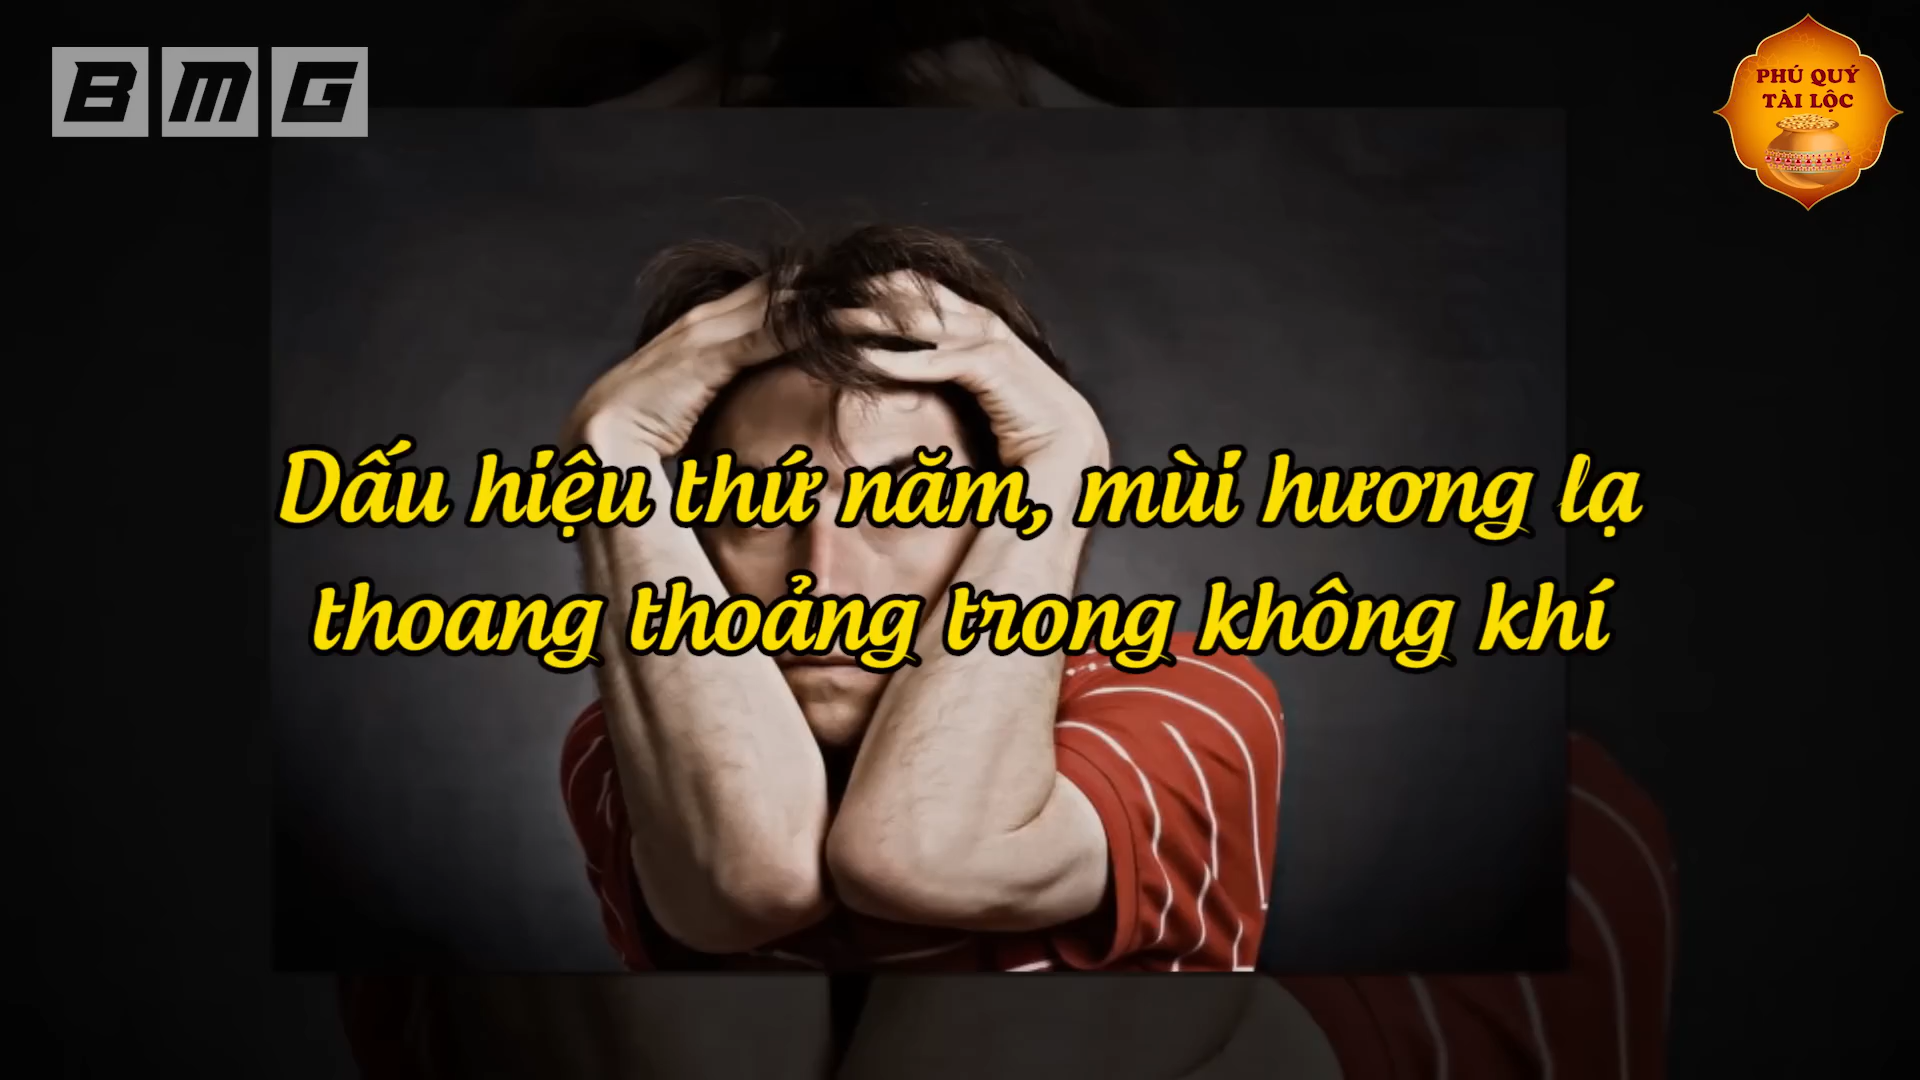 BMG
PHÚ QUÝ
TÀI LỘC
Dấu hiệu thứ năm, mùi hương lạ
thoang thoảng trong không khí